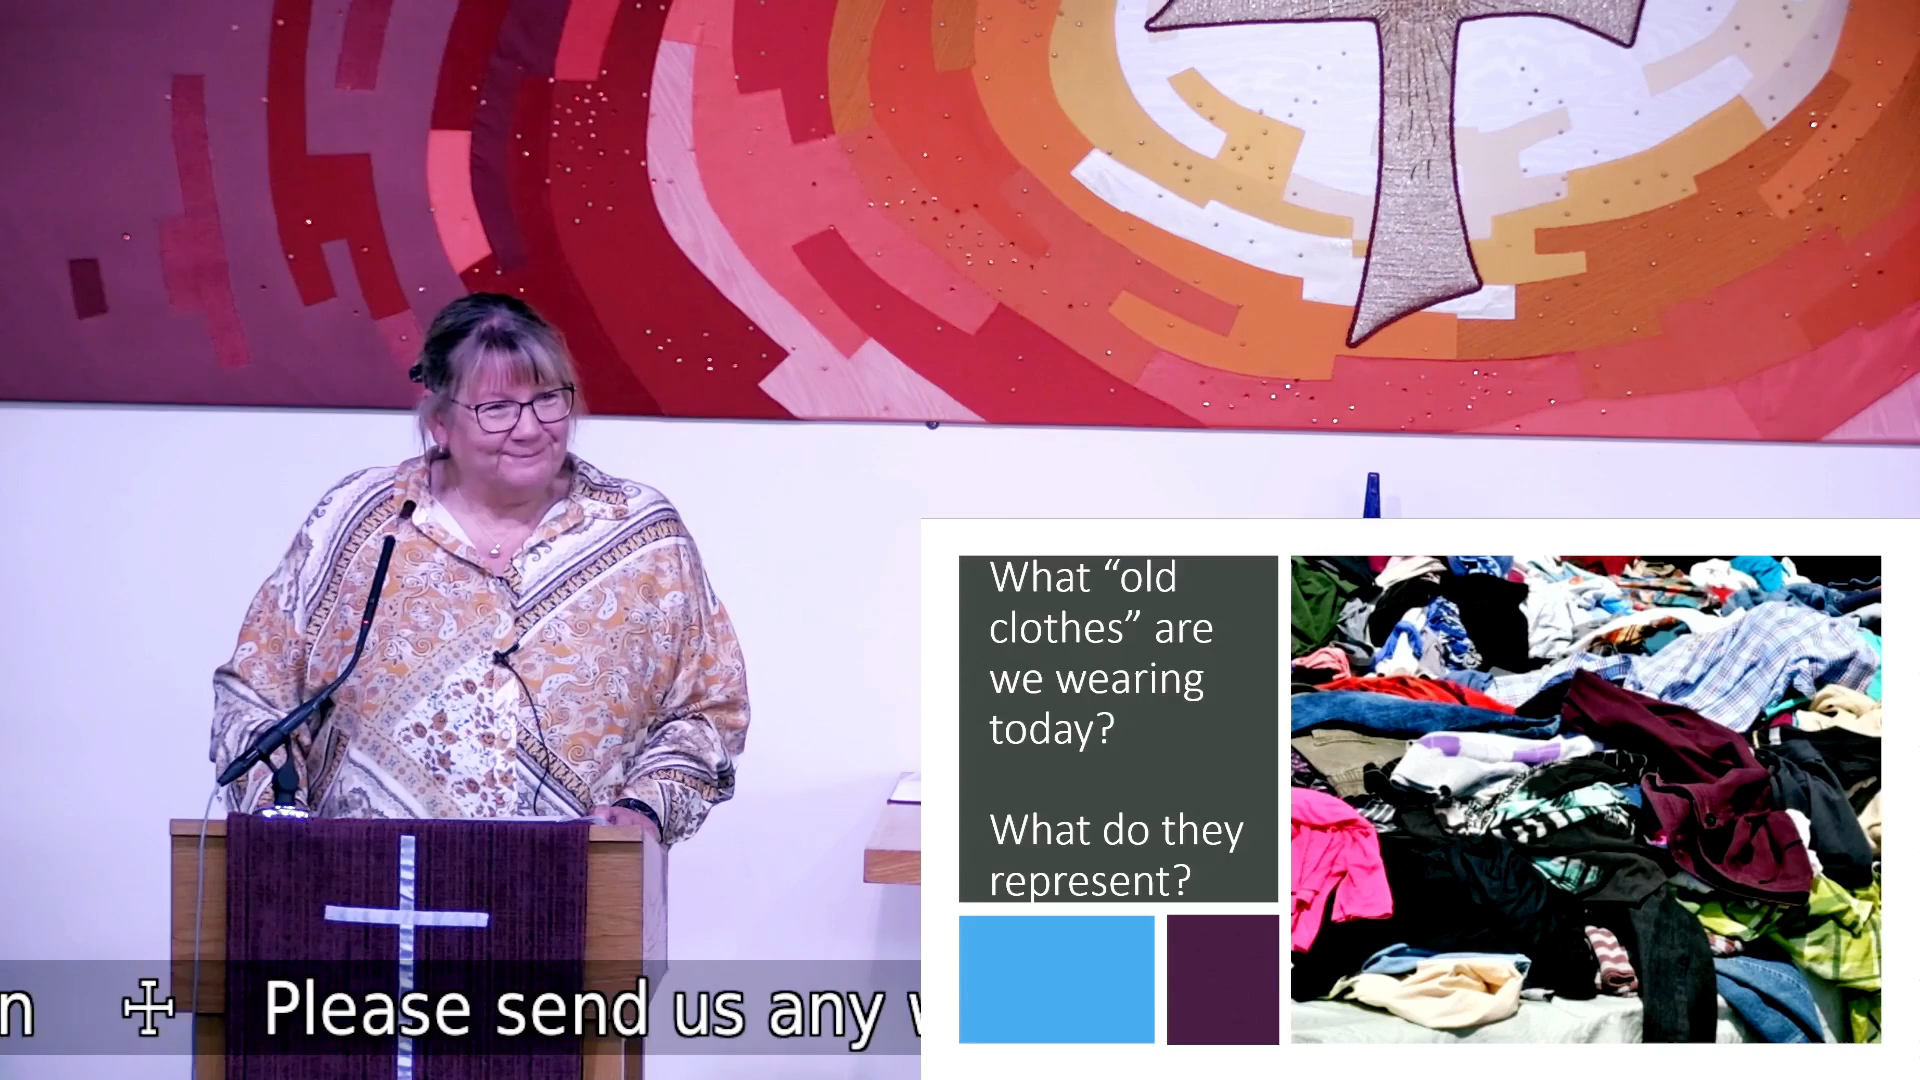 What “old
clothes” are
we wearing
today?
What do they
represent?
n ☩ Please send us any